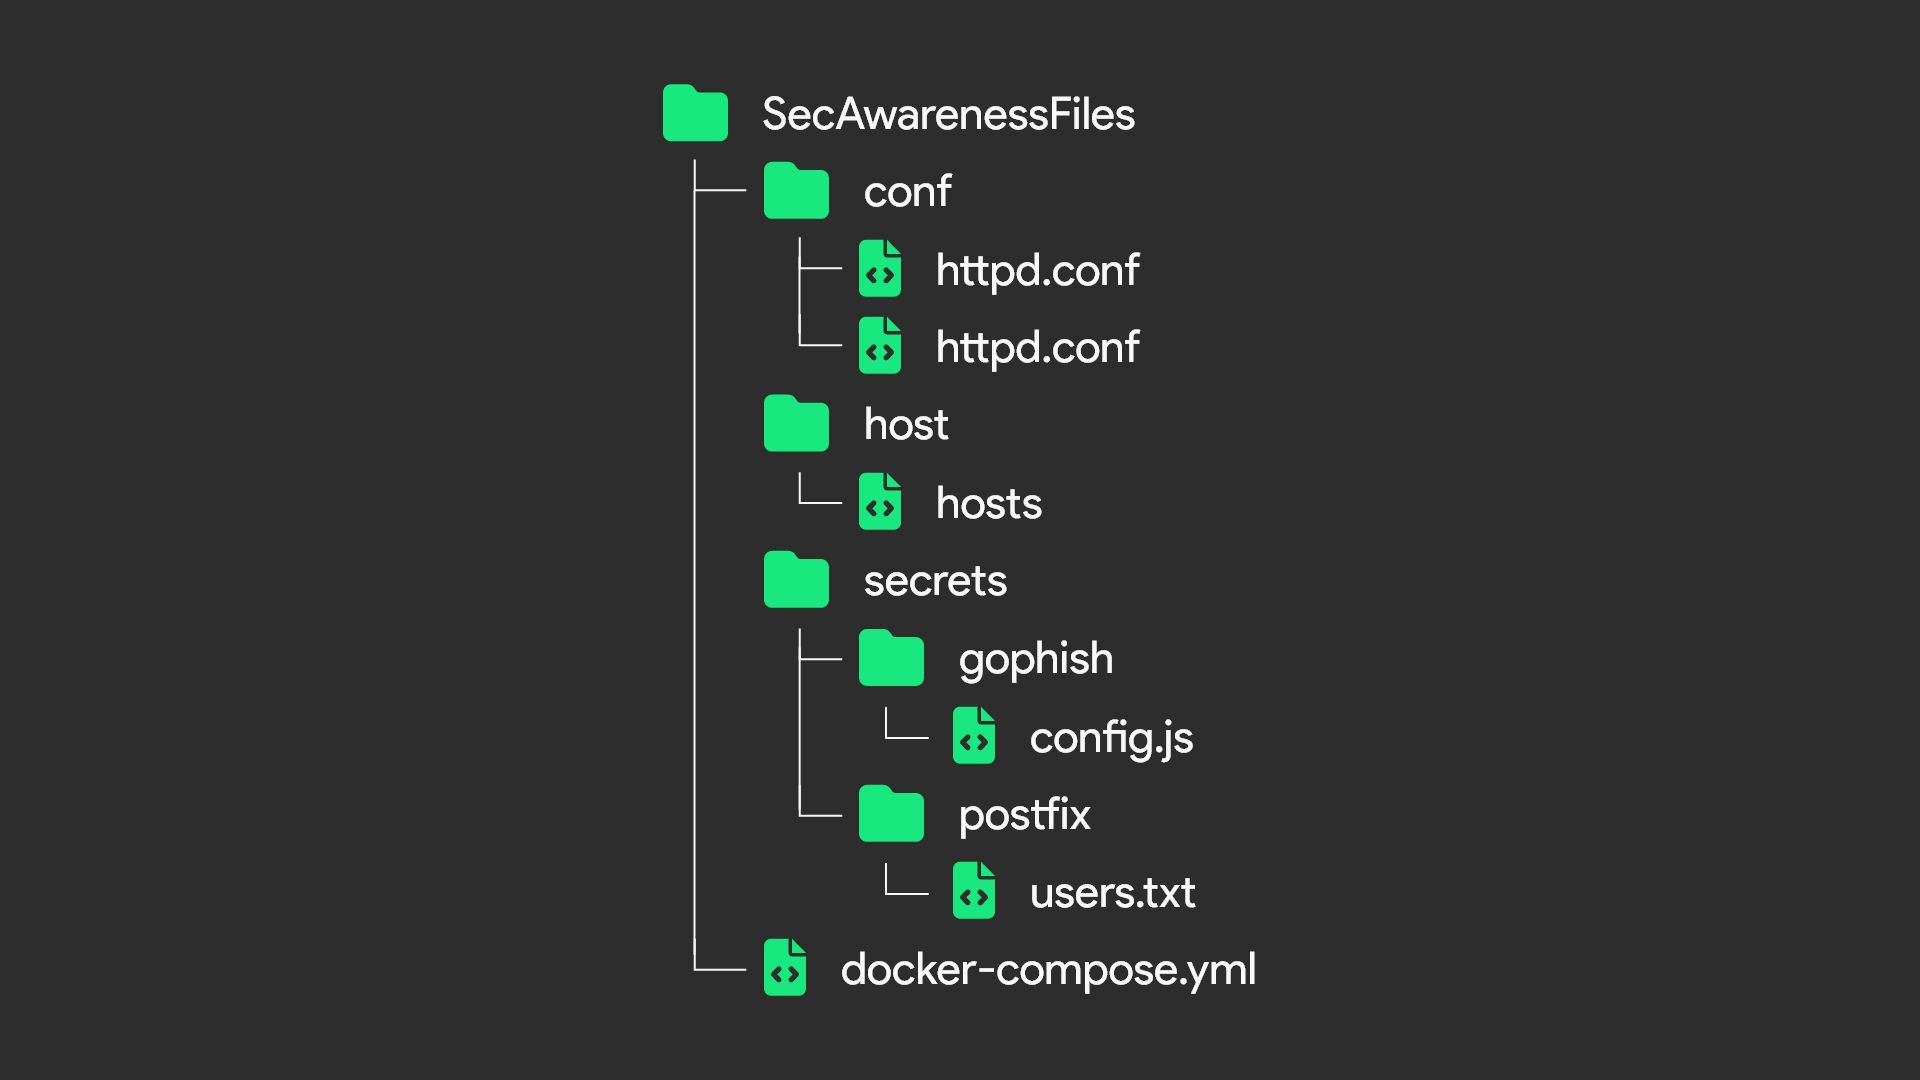 SecAwarenessFiles
conf
httpd.conf
httpd.conf
host
hosts
secrets
gophish
config.js
postfix
users.txt
docker-compose.yml